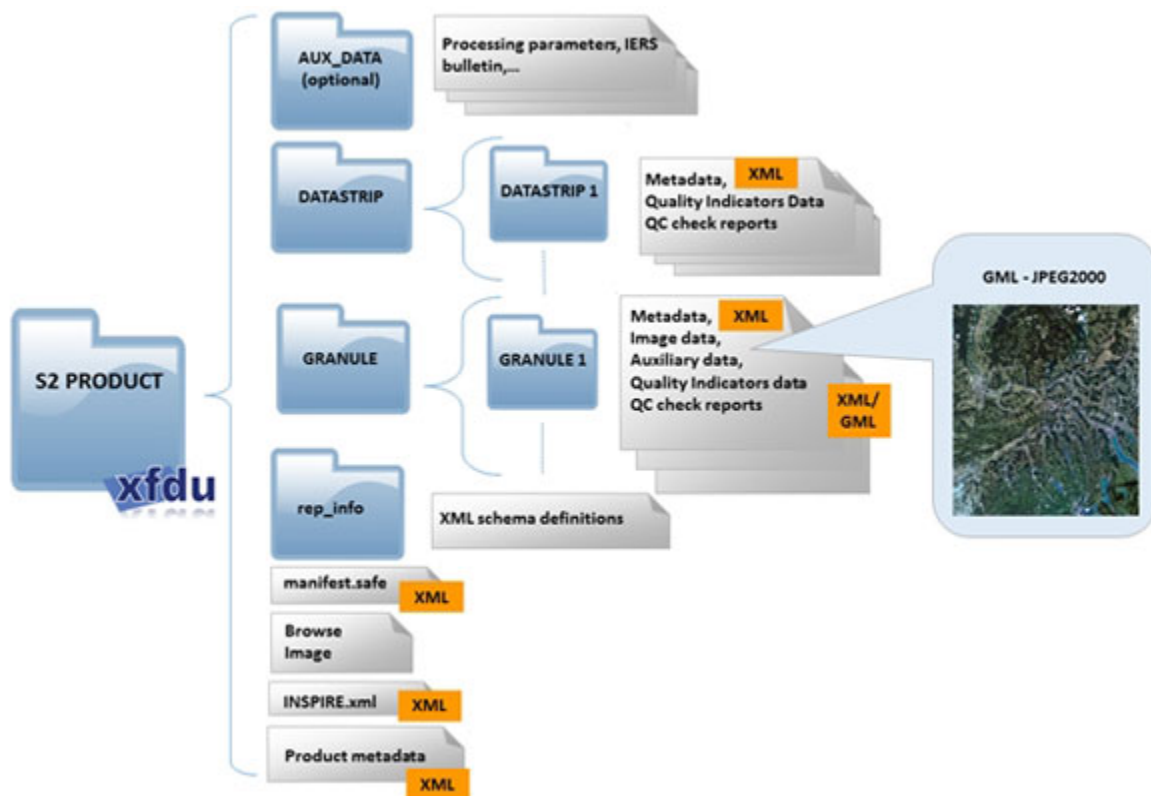 AUX_DATA
(optional)
Processing parameters, IERS
bulletin,...
DATASTRIP
DATASTRIP 1
Metadata,
XML
Quality Indicators Data
QC check reports
S2 PRODUCT
xfdu
GRANULE
GRANULE 1
Metadata,
XML
Image data,
Auxiliary data,
Quality Indicators data
QC check reports
XML/
GML
GML - JPEG2000
rep_info
XML schema definitions
manifest.safe
XML
Browse
Image
INSPIRE.xml
XML
Product metadata
XML